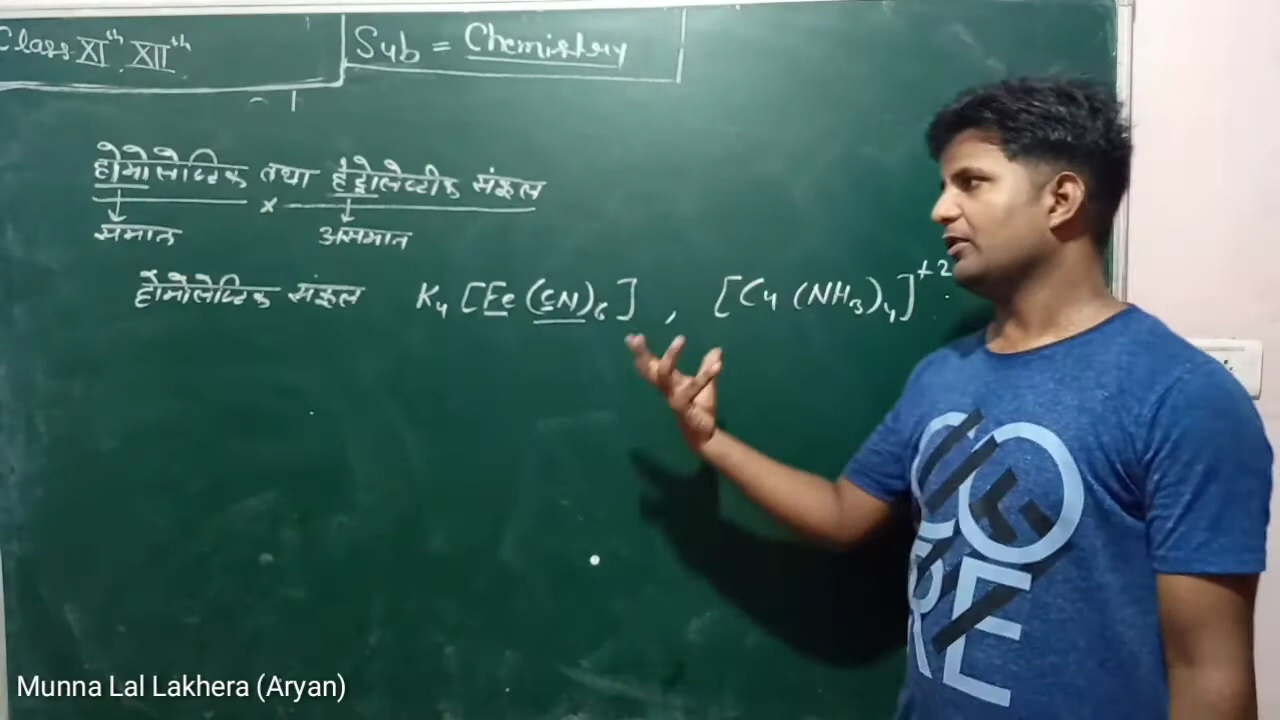 Class XIth XIIth
Sub = Chemistry
होमोलेप्टिक तथा हेट्रोलेप्टीक संकुल
समान असमान
होमोलेप्टिक संकुल K4 [Fe (CN)6] , [Cu (NH3)4]+2
CORE
Munna Lal Lakhera (Aryan)